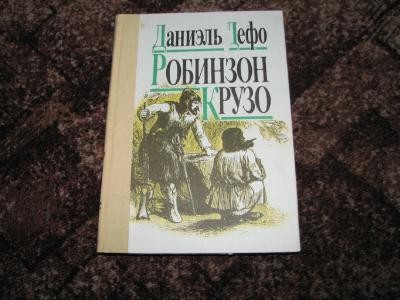 Даниэль Дефо
Робинзон
Крузо